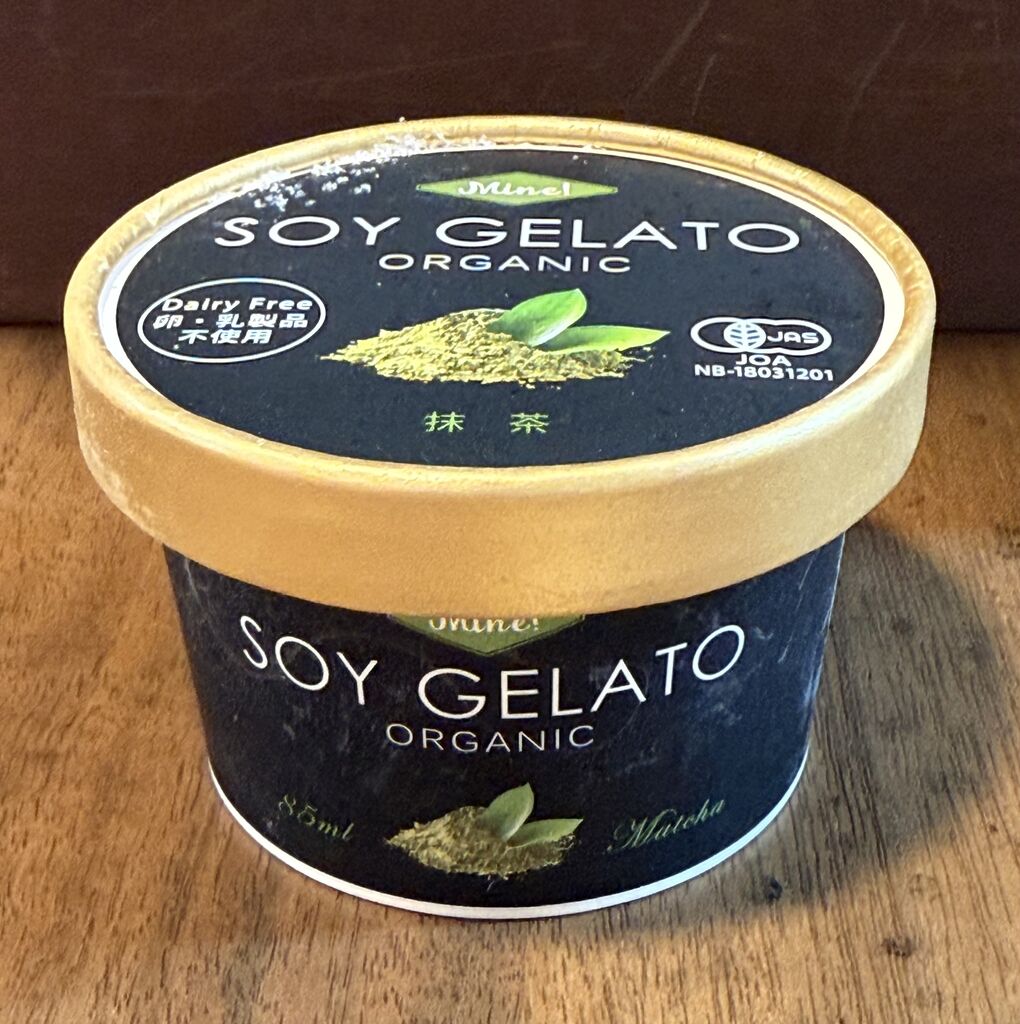 Mine!
SOY GELATO
ORGANIC
Dairy Free
卵・乳製品
不使用
JAS
JOA
NB-18031201
抹 茶
Mine!
SOY GELATO
ORGANIC
85ml
Matcha